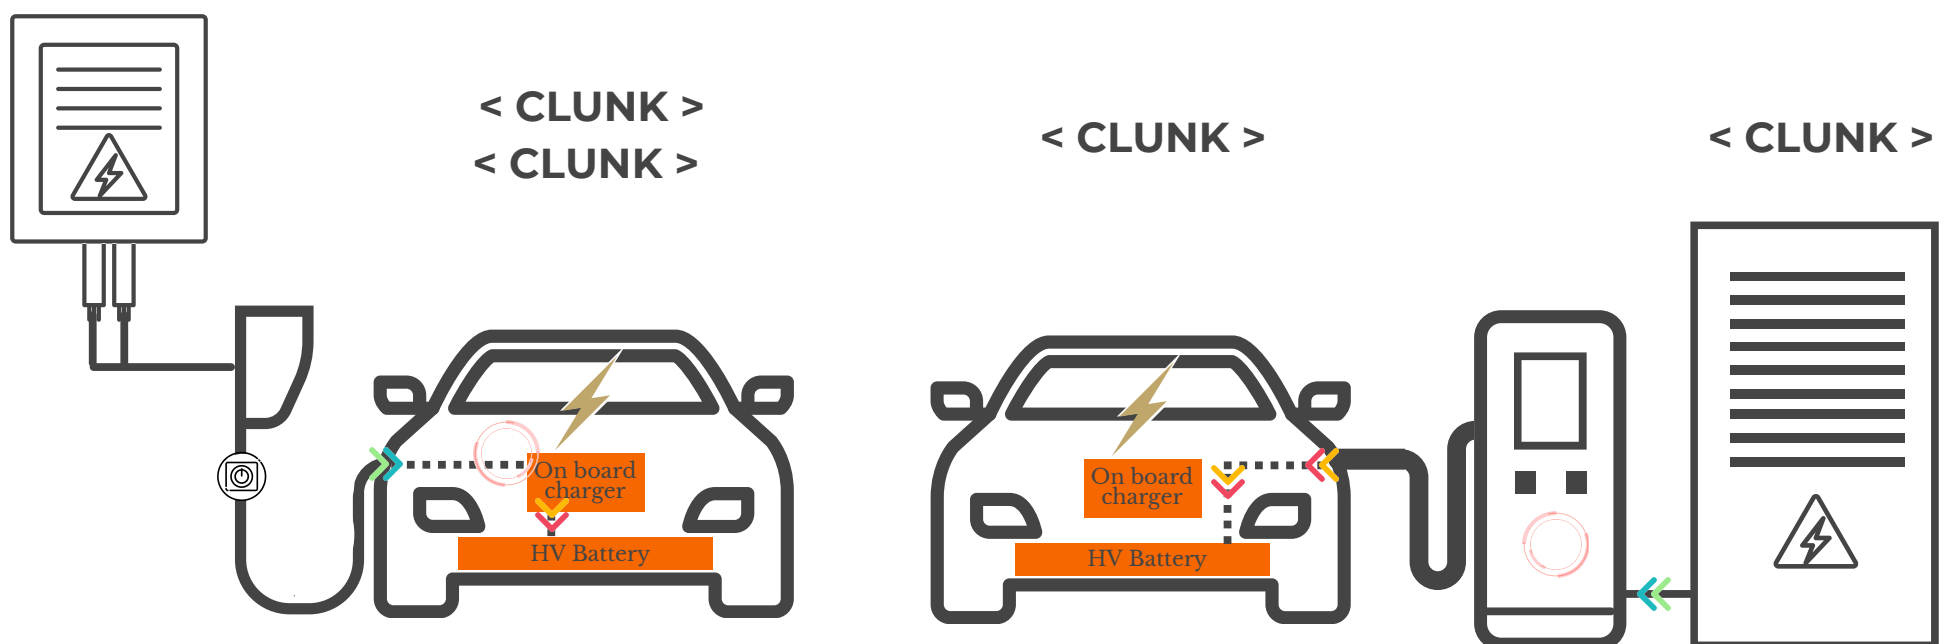 < CLUNK >
< CLUNK >
On board
charger
HV Battery
< CLUNK >
On board
charger
HV Battery
< CLUNK >